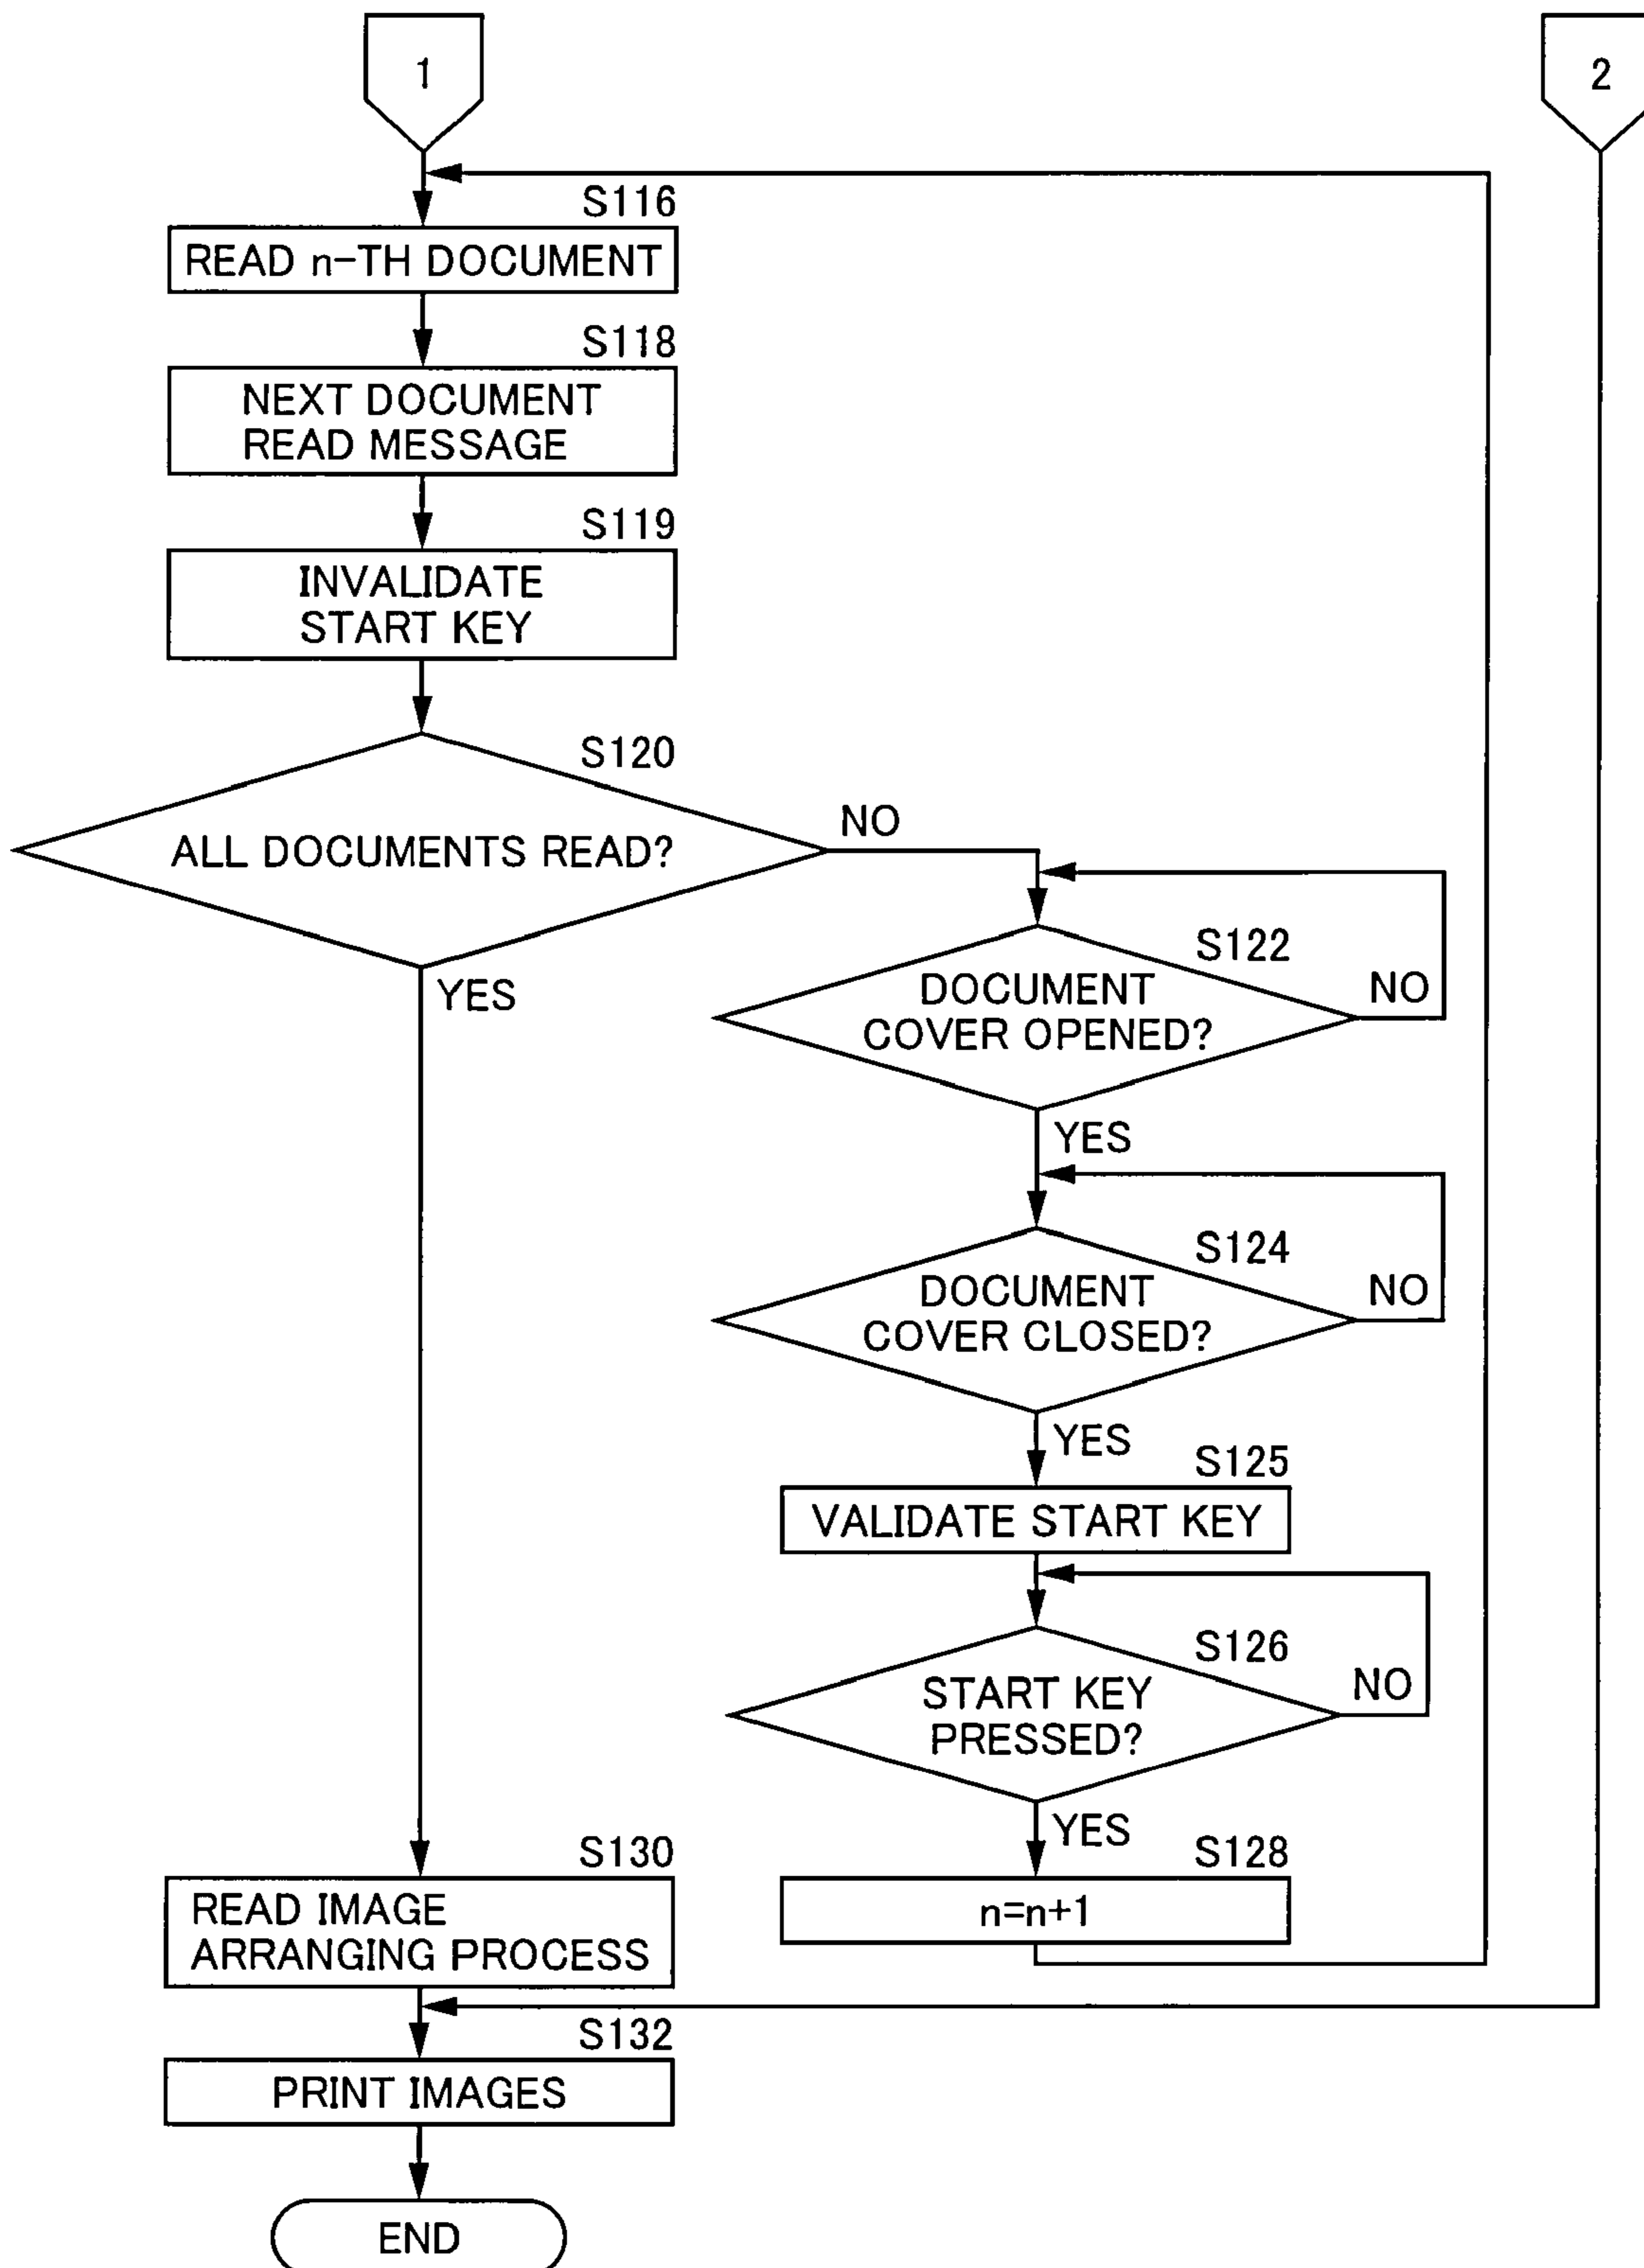 1
2
S116
READ n-TH DOCUMENT
S118
NEXT DOCUMENT
READ MESSAGE
S119
INVALIDATE
START KEY
S120
ALL DOCUMENTS READ?
NO
YES
S122
DOCUMENT
COVER OPENED?
NO
YES
S124
DOCUMENT
COVER CLOSED?
NO
YES
S125
VALIDATE START KEY
S126
START KEY
PRESSED?
NO
YES
S128
n=n+1
S130
READ IMAGE
ARRANGING PROCESS
S132
PRINT IMAGES
END